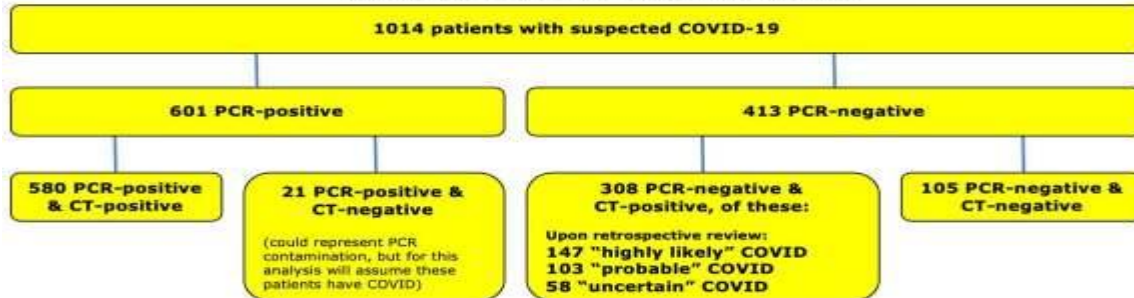 1014 patients with suspected COVID-19
601 PCR-positive
413 PCR-negative
580 PCR-positive
& CT-positive
21 PCR-positive &
CT-negative
(could represent PCR
contamination, but for this
analysis will assume these
patients have COVID)
308 PCR-negative &
CT-positive, of these:
Upon retrospective review:
147 “highly likely” COVID
103 “probable” COVID
58 “uncertain” COVID
105 PCR-negative &
CT-negative